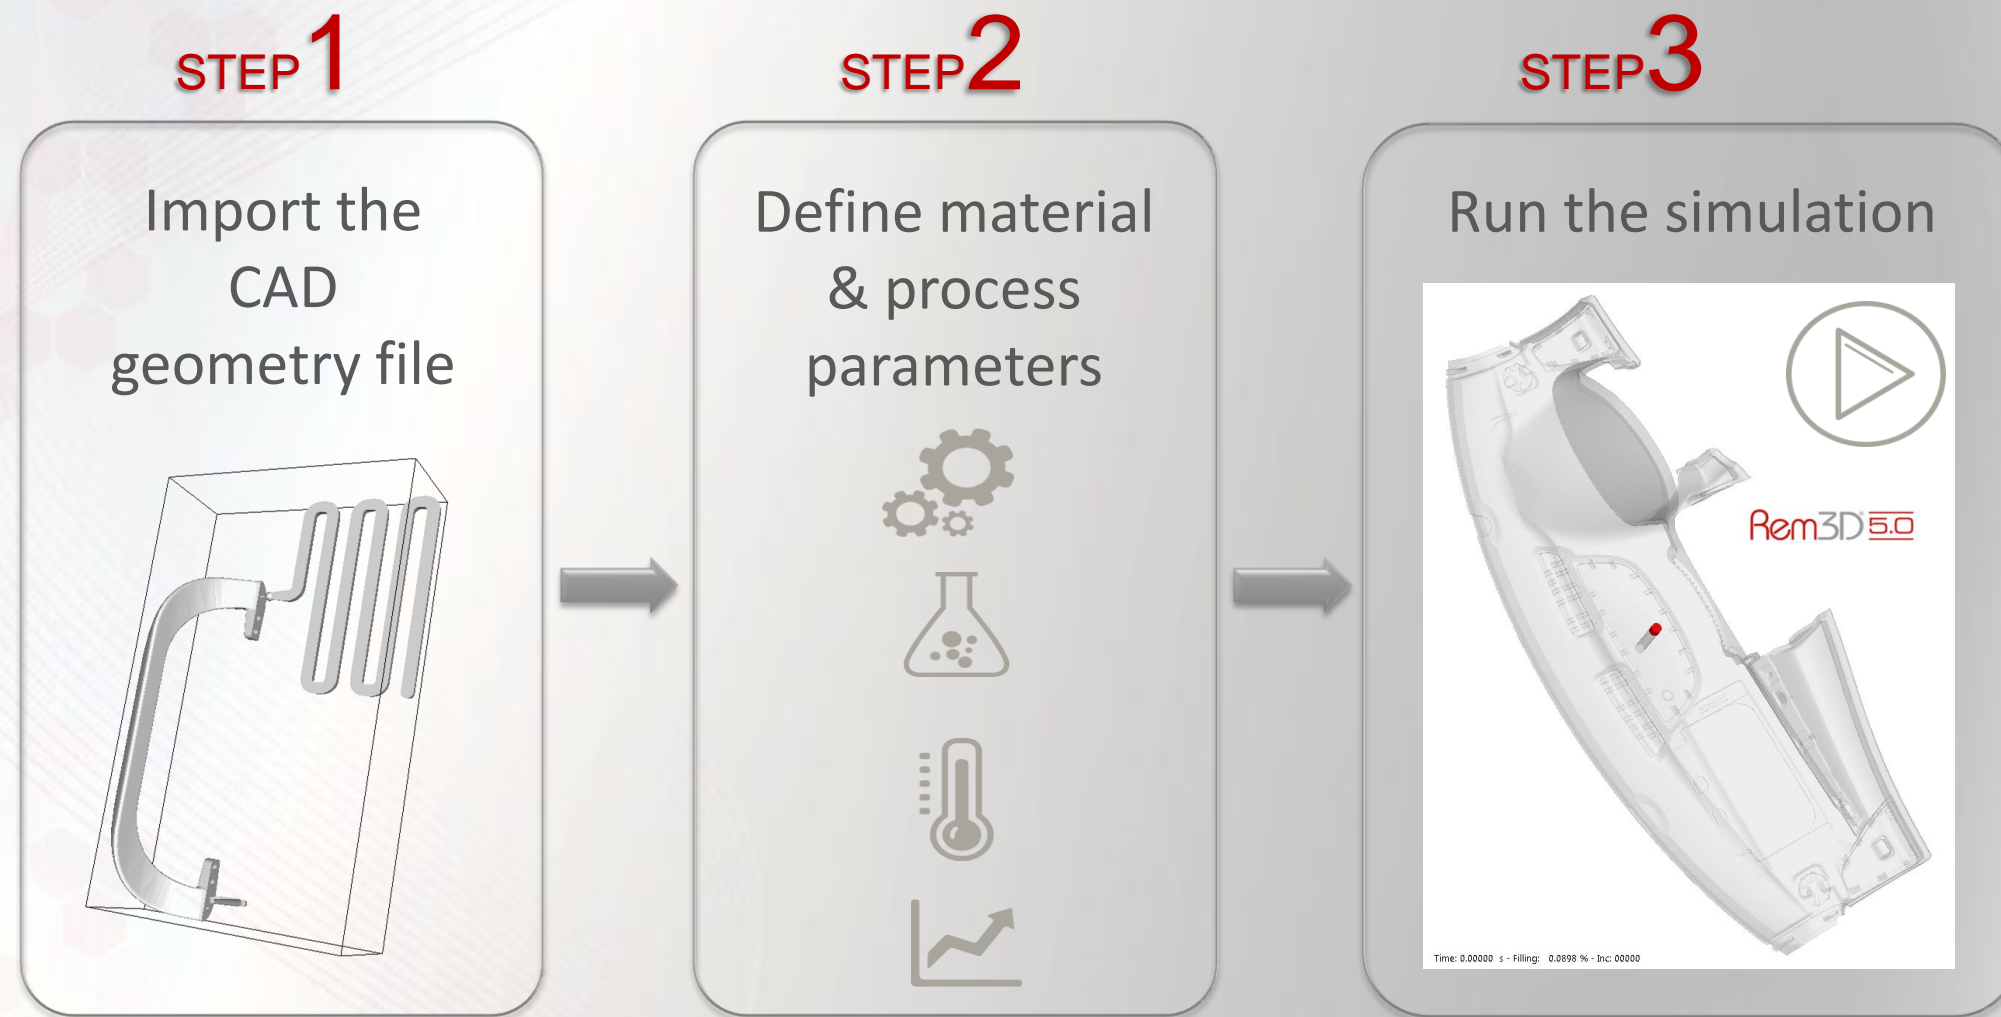 STEP1
Import the
CAD
geometry file
STEP2
Define material
& process
parameters
STEP3
Run the simulation
Rem3D 5.0
Time: 0.00000 s - Filling: 0.0898 % - Inc: 00000